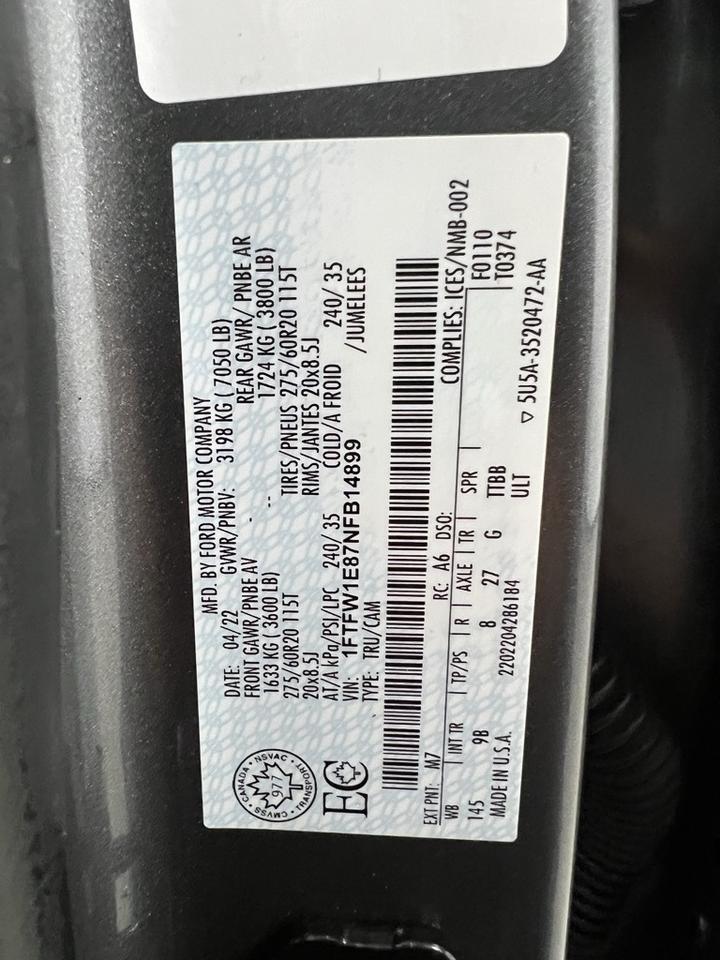 MFD. BY FORD MOTOR COMPANY
DATE: 04/22 GVWR/PNBV: 3198 KG ( 7050 LB)
FRONT GAWR/PNBE AV REAR GAWR/ PNBE AR
1633 KG ( 3600 LB) - -- 1724 KG ( 3800 LB)
275/60R20 115T TIRES/PNEUS 275/60R20 115T
20x8.5J RIMS/JANTES 20x8.5J
AT/A kPa/PSI/LPC 240/ 35 COLD/A FROID 240/ 35
VIN: 1FTFW1E87NFB14899 /JUMELEES
TYPE: TRU/CAM
CANADA • NSVAC • TRANSPORT • CMVSS •
977
EC
EXT PNT: M7 RC: A6 DSO: COMPLIES: ICES/NMB-002
WB INT TR TP/PS R AXLE TR SPR F0110
145 9B 8 27 G TTBB T0374
ULT
MADE IN U.S.A. 2202204286184 ▽ 5U5A-3520472-AA